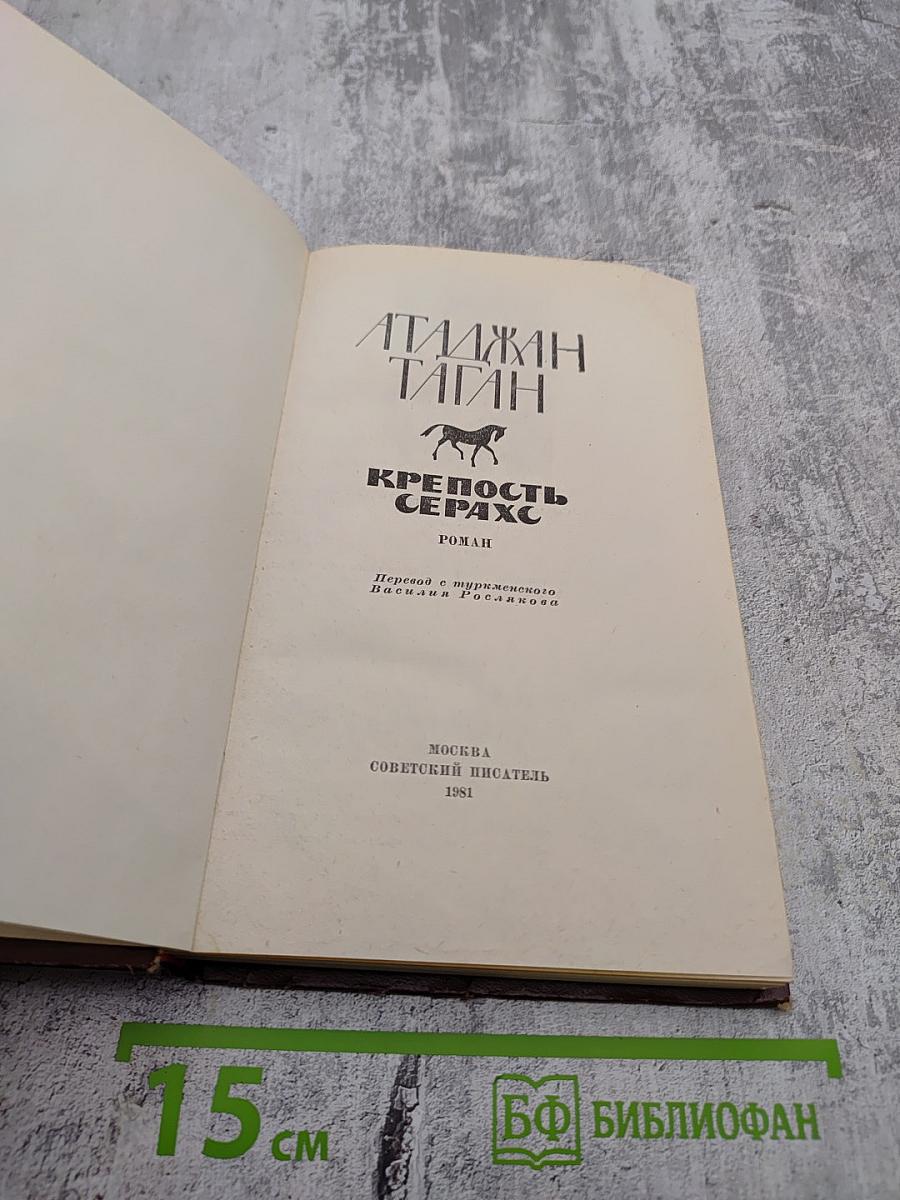 АТАДЖАН
ТАГАН
КРЕПОСТЬ
СЕРАХС
РОМАН
Перевод с туркменского
Василия Рослякова
МОСКВА
СОВЕТСКИЙ ПИСАТЕЛЬ
1981
15 см
БФ БИБЛИОФАН